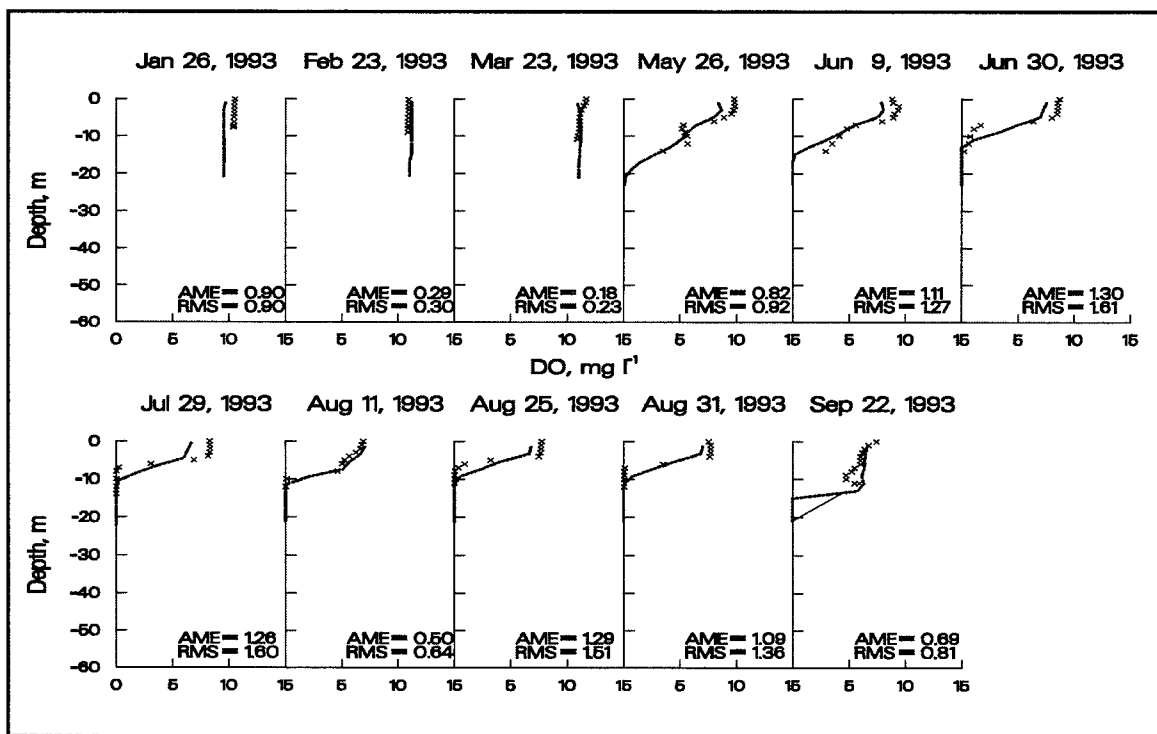 Jan 26, 1993 Feb 23, 1993 Mar 23, 1993 May 26, 1993 Jun 9, 1993 Jun 30, 1993
0
-10
-20
-30
-40
-50
-60
Depth, m
AME= 0.90 AME= 0.29 AME= 0.18 AME= 0.82 AME= 1.11 AME= 1.30
RMS= 0.90 RMS= 0.30 RMS= 0.23 RMS= 0.92 RMS= 1.27 RMS= 1.61
0 5 10 15 5 10 15 5 10 15 5 10 15 5 10 15 5 10 15
DO, mg l¹
Jul 29, 1993 Aug 11, 1993 Aug 25, 1993 Aug 31, 1993 Sep 22, 1993
0
-10
-20
-30
-40
-50
-60
Depth, m
AME= 1.26 AME= 0.50 AME= 1.29 AME= 1.09 AME= 0.69
RMS= 1.60 RMS= 0.64 RMS= 1.51 RMS= 1.36 RMS= 0.81
0 5 10 15 5 10 15 5 10 15 5 10 15 5 10 15